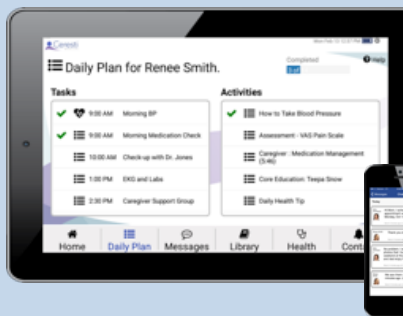 Ceresti
Daily Plan for Renee Smith.
Completed
Help
Tasks
9:00 AM Morning BP
9:00 AM Morning Medication Check
10:00 AM Check-up with Dr. Jones
1:00 PM EKG and Labs
2:30 PM Caregiver Support Group
Activities
How to Take Blood Pressure
Assessment - VAS Pain Scale
Caregiver : Medication Management
(5:46)
Core Education: Teepa Snow
Daily Health Tip
Home
Daily Plan
Messages
Library
Health
Cont